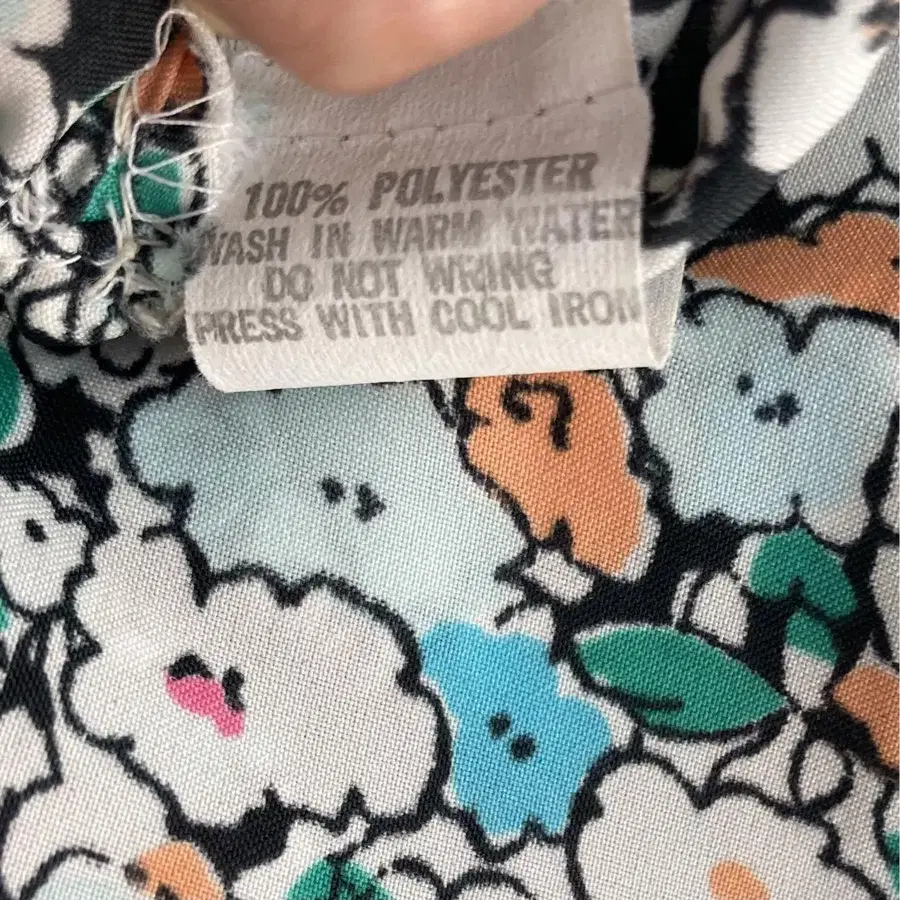 100% POLYESTER
WASH IN WARM WATER
DO NOT WRING
PRESS WITH COOL IRON